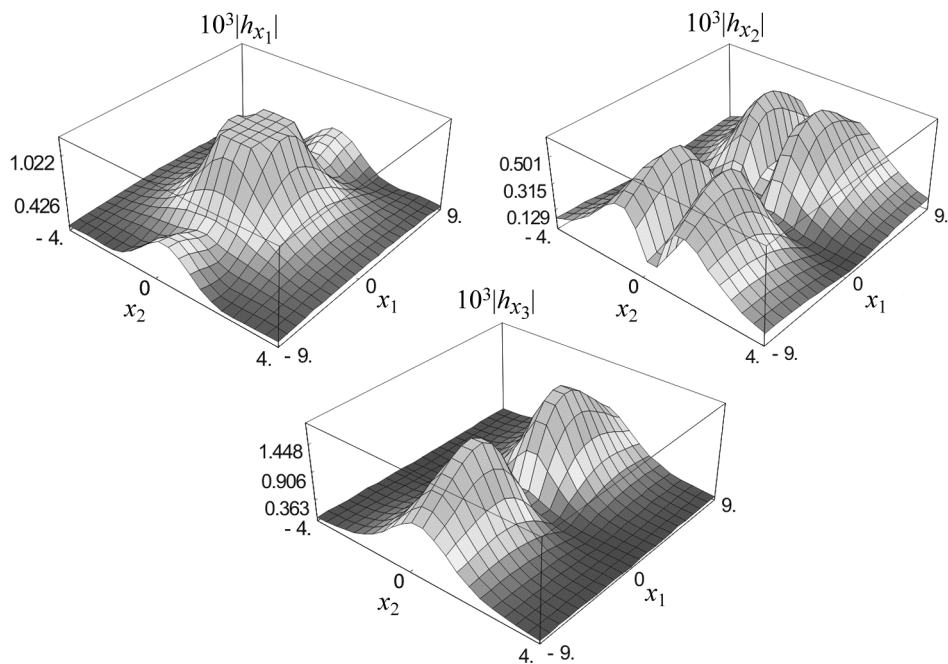 10³|hₓ₁|
1.022
0.426
- 4.
0
x₂
4.
- 9.
0
x₁
9.
10³|hₓ₂|
0.501
0.315
0.129
- 4.
0
x₂
4.
- 9.
0
x₁
9.
10³|hₓ₃|
1.448
0.906
0.363
- 4.
0
x₂
4.
- 9.
0
x₁
9.